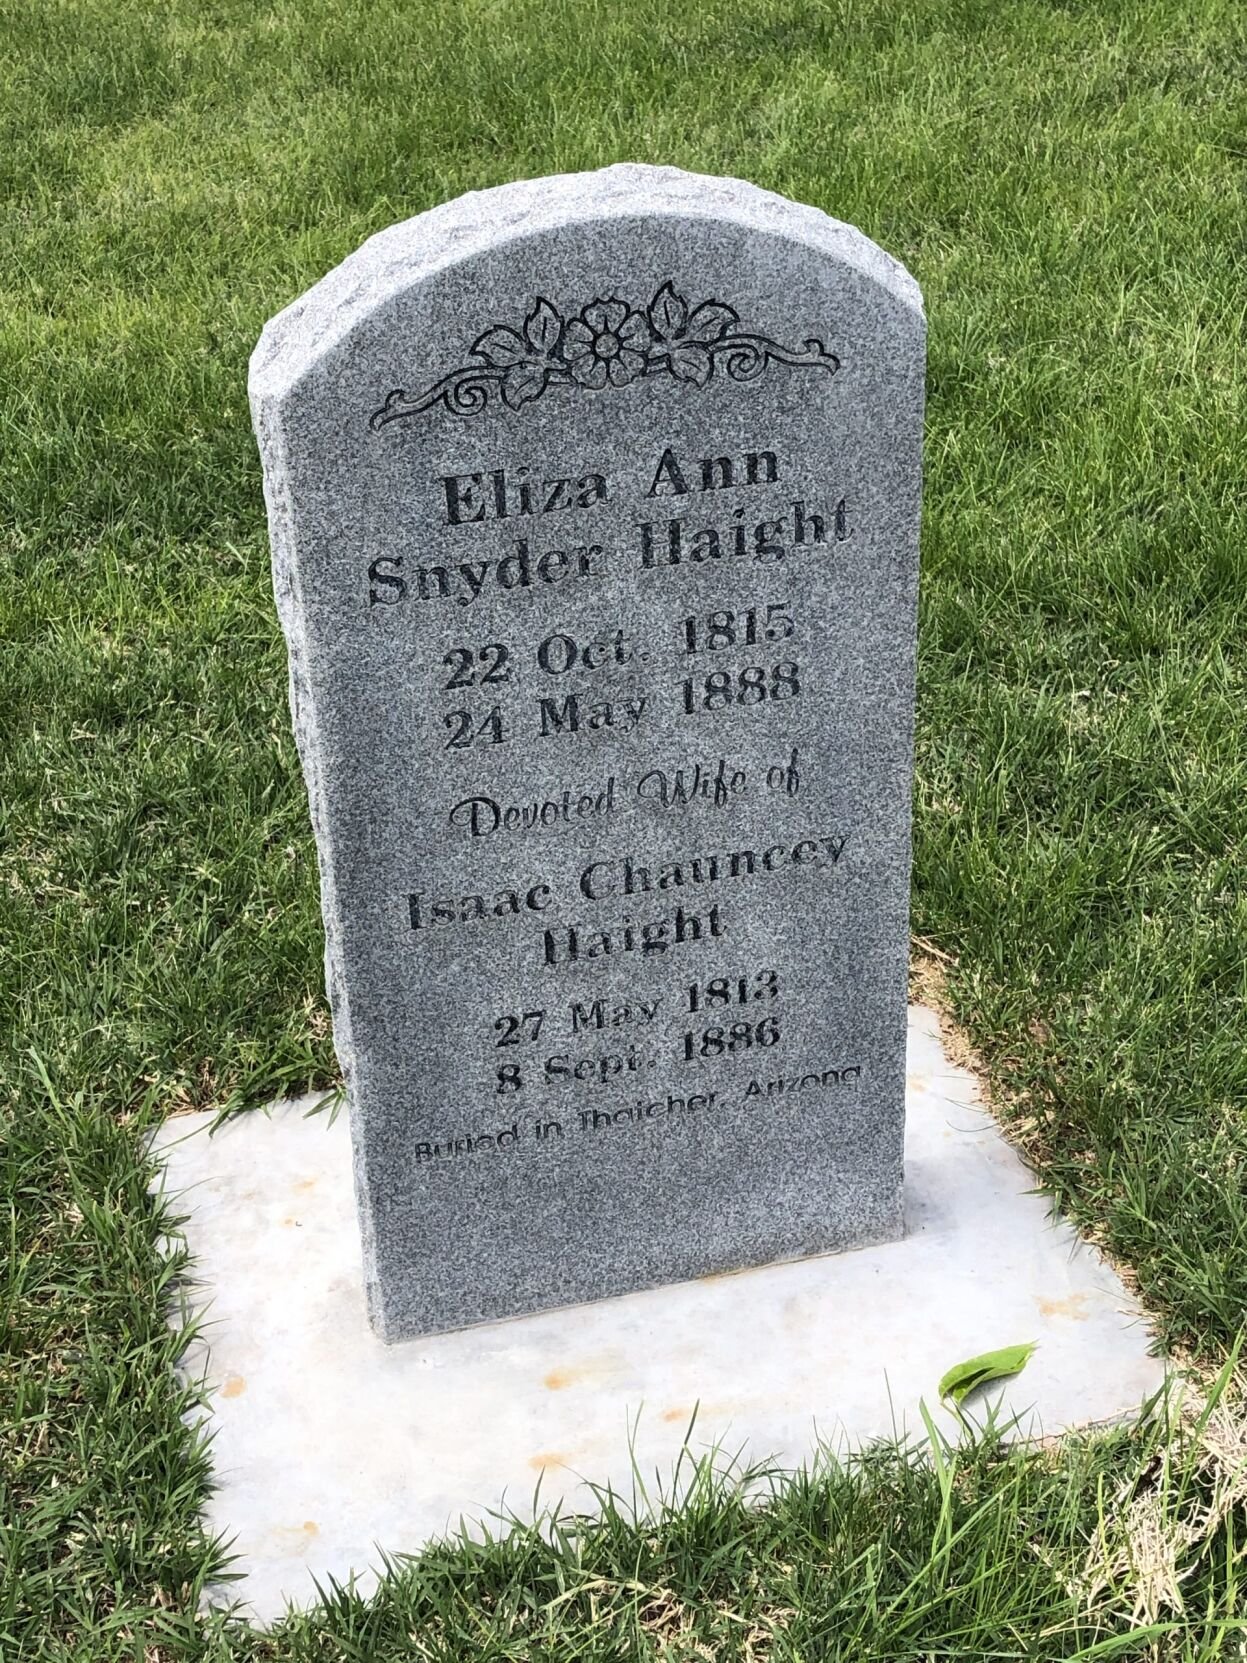 Eliza Ann
Snyder Haight
22 Oct. 1815
24 May 1888
Devoted Wife of
Isaac Chauncey
Haight
27 May 1813
8 Sept. 1886
Buried in Thatcher, Arizona